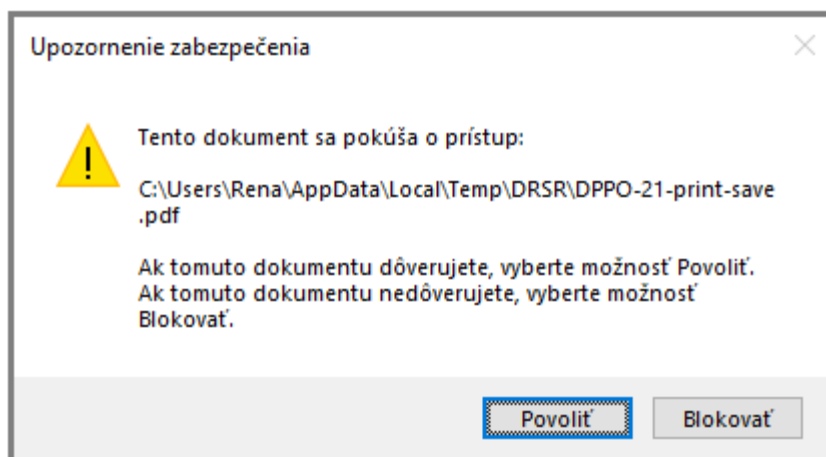 Upozornenie zabezpečenia
Tento dokument sa pokúša o prístup:
C:\Users\Rena\AppData\Local\Temp\DRSR\DPPO-21-print-save
.pdf
Ak tomuto dokumentu dôverujete, vyberte možnosť Povoliť.
Ak tomuto dokumentu nedôverujete, vyberte možnosť
Blokovať.
Povoliť
Blokovať